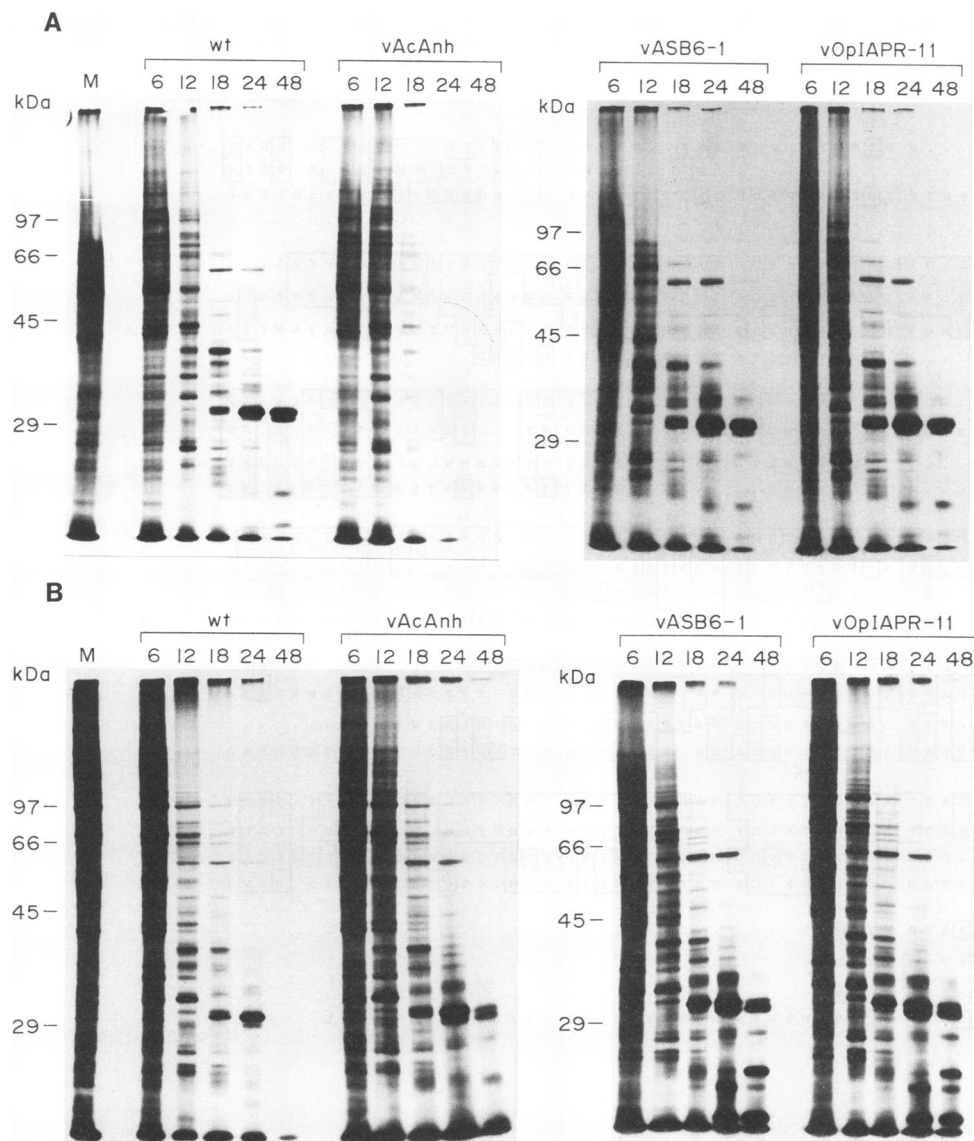 A
wt vAcAnh vASB6-1 vOpIAPR-11
M 6 12 18 24 48 6 12 18 24 48 6 12 18 24 48 6 12 18 24 48
kDa kDa
97 97
66 66
45 45
29 29
B
wt vAcAnh vASB6-1 vOpIAPR-11
M 6 12 18 24 48 6 12 18 24 48 6 12 18 24 48 6 12 18 24 48
kDa kDa
97 97
66 66
45 45
29 29